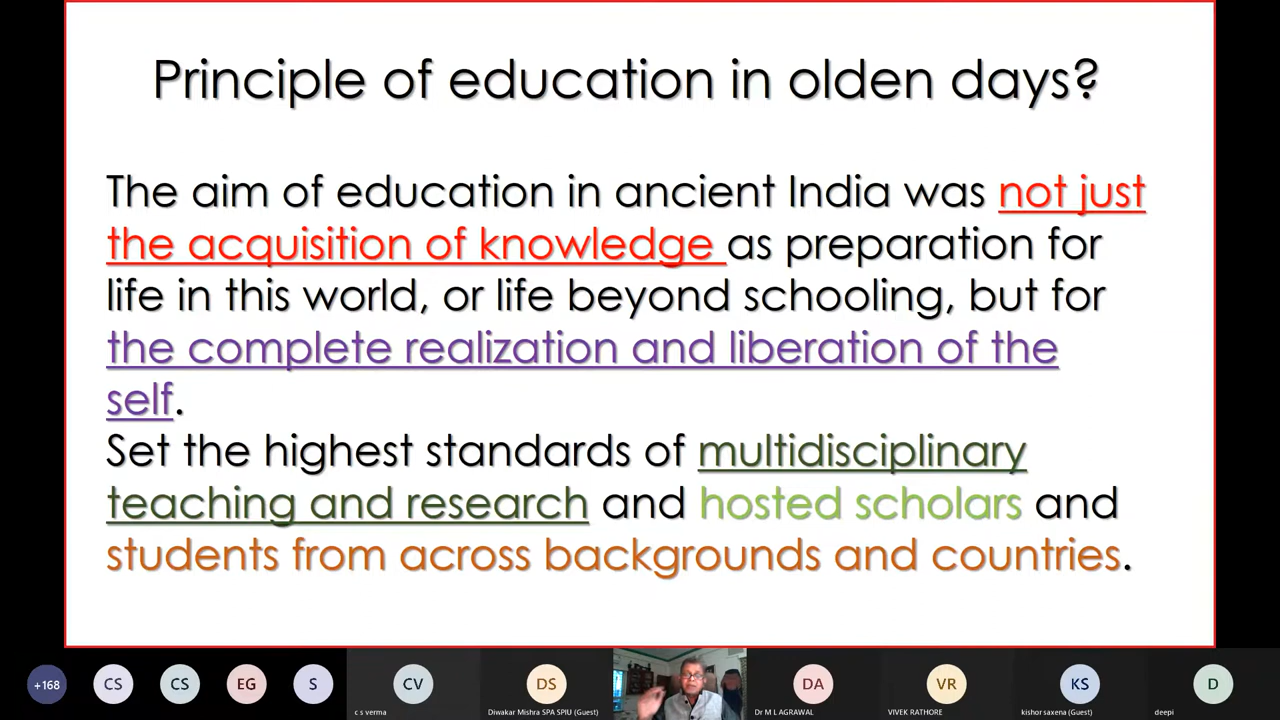 Principle of education in olden days?
The aim of education in ancient India was not just
the acquisition of knowledge as preparation for
life in this world, or life beyond schooling, but for
the complete realization and liberation of the
self.
Set the highest standards of multidisciplinary
teaching and research and hosted scholars and
students from across backgrounds and countries.
+168 CS CS EG S CV DS DA VR KS D
c s verma Diwakar Mishra SPA SPIU (Guest) Dr M L AGRAWAL VIVEK RATHORE kishor saxena (Guest) deepi